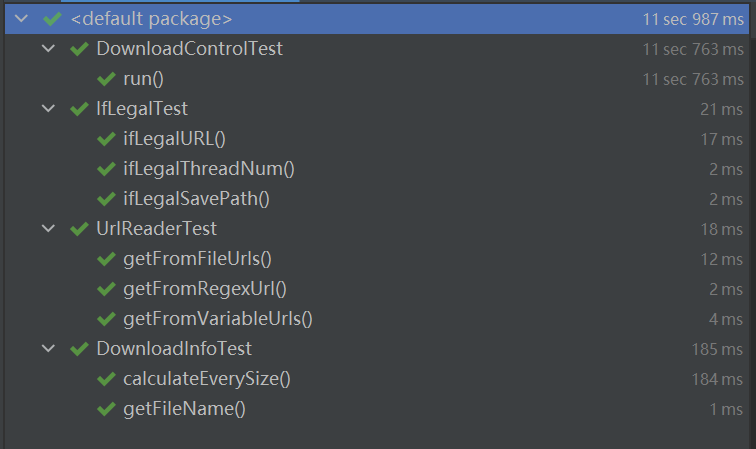 <default package> 11 sec 987 ms
DownloadControlTest 11 sec 763 ms
run() 11 sec 763 ms
IfLegalTest 21 ms
ifLegalURL() 17 ms
ifLegalThreadNum() 2 ms
ifLegalSavePath() 2 ms
UrlReaderTest 18 ms
getFromFileUrls() 12 ms
getFromRegexUrl() 2 ms
getFromVariableUrls() 4 ms
DownloadInfoTest 185 ms
calculateEverySize() 184 ms
getFileName() 1 ms